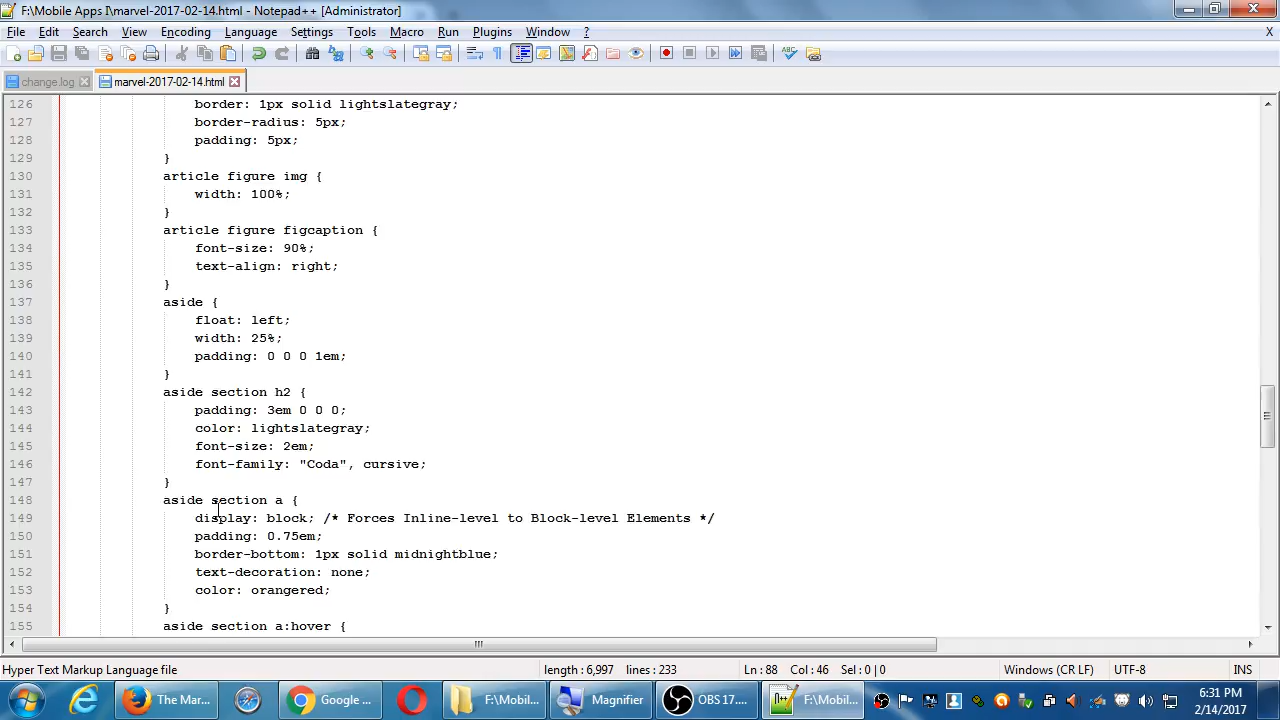 F:\Mobile Apps I\marvel-2017-02-14.html - Notepad++ [Administrator]
File Edit Search View Encoding Language Settings Tools Macro Run Plugins Window ? X
change.log marvel-2017-02-14.html
126 border: 1px solid lightslategray;
127 border-radius: 5px;
128 padding: 5px;
129 }
130 article figure img {
131 width: 100%;
132 }
133 article figure figcaption {
134 font-size: 90%;
135 text-align: right;
136 }
137 aside {
138 float: left;
139 width: 25%;
140 padding: 0 0 0 1em;
141 }
142 aside section h2 {
143 padding: 3em 0 0 0;
144 color: lightslategray;
145 font-size: 2em;
146 font-family: "Coda", cursive;
147 }
148 aside section a {
149 display: block; /* Forces Inline-level to Block-level Elements */
150 padding: 0.75em;
151 border-bottom: 1px solid midnightblue;
152 text-decoration: none;
153 color: orangered;
154 }
155 aside section a:hover {
Hyper Text Markup Language file length : 6,997 lines : 233 Ln : 88 Col : 46 Sel : 0 | 0 Windows (CR LF) UTF-8 INS
The Mar... Google ... F:\Mobil... Magnifier OBS 17.... F:\Mobil... 6:31 PM
2/14/2017